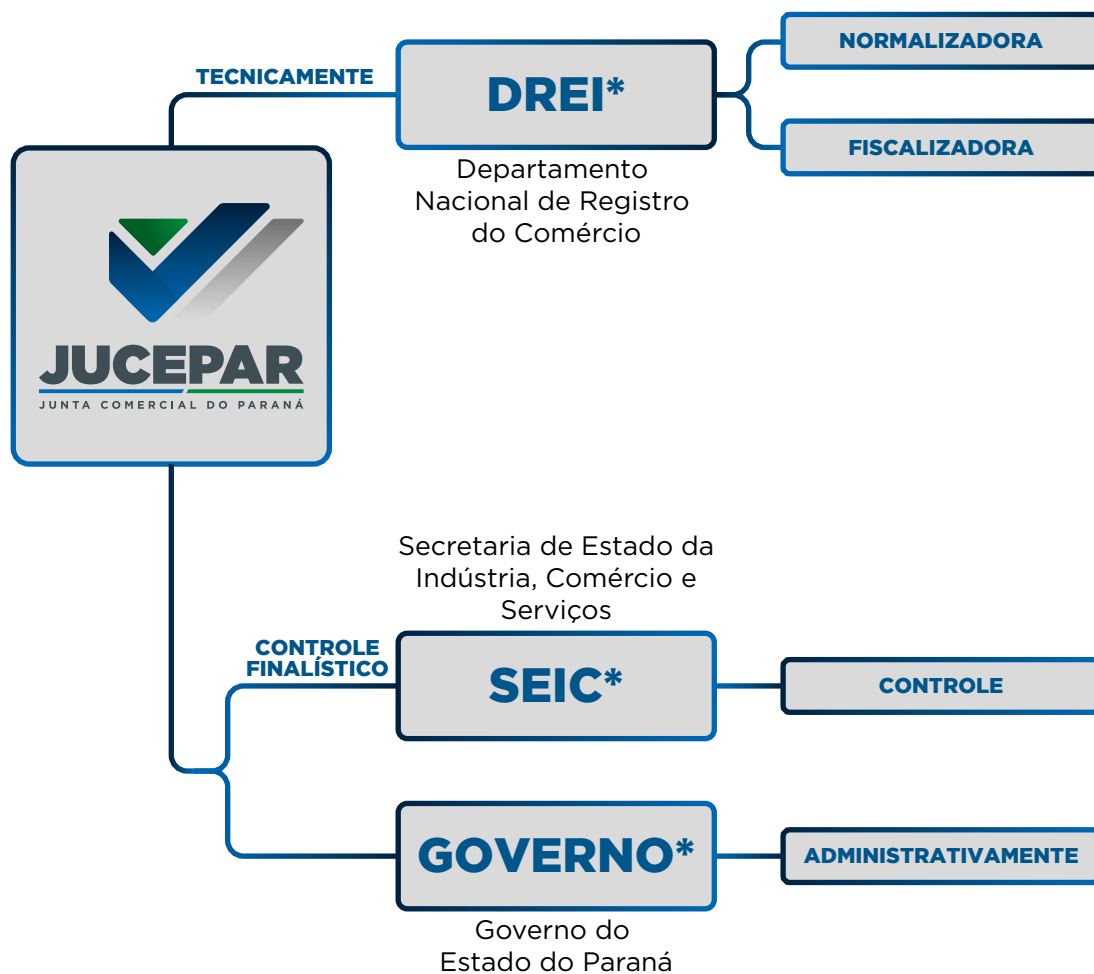 NORMALIZADORA
TECNICAMENTE
DREI*
FISCALIZADORA
Departamento
Nacional de Registro
do Comércio
JUCEPAR
JUNTA COMERCIAL DO PARANÁ
Secretaria de Estado da
Indústria, Comércio e
Serviços
CONTROLE
FINALÍSTICO
SEIC*
CONTROLE
GOVERNO*
ADMINISTRATIVAMENTE
Governo do
Estado do Paraná